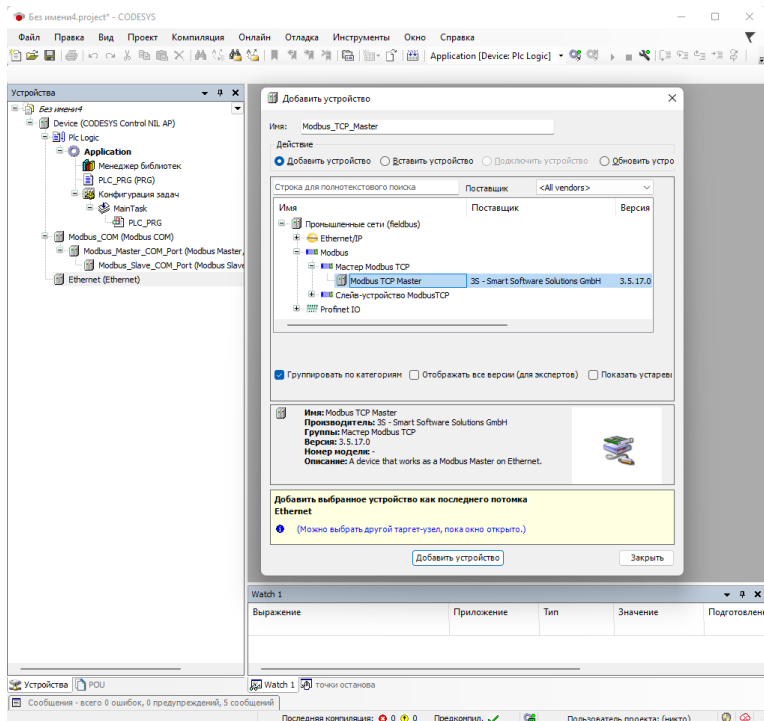 Без имени4.project* - CODESYS
Файл Правка Вид Проект Компиляция Онлайн Отладка Инструменты Окно Справка
Application [Device: Plc Logic]
Устройства
Без имени4
Device (CODESYS Control NIL AP)
Plc Logic
Application
Менеджер библиотек
PLC_PRG (PRG)
Конфигурация задач
MainTask
PLC_PRG
Modbus_COM (Modbus COM)
Modbus_Master_COM_Port (Modbus Master,
Modbus_Slave_COM_Port (Modbus Slave
Ethernet (Ethernet)
Добавить устройство
Имя: Modbus_TCP_Master
Действие
Добавить устройство Вставить устройство Подключить устройство Обновить устро
Строка для полнотекстового поиска Поставщик <All vendors>
Имя Поставщик Версия
Промышленные сети (fieldbus)
Ethernet/IP
Modbus
Мастер Modbus TCP
Modbus TCP Master 3S - Smart Software Solutions GmbH 3.5.17.0
Слейв-устройство ModbusTCP
Profinet IO
Группировать по категориям Отображать все версии (для экспертов) Показать устарев
Имя: Modbus TCP Master
Производитель: 3S - Smart Software Solutions GmbH
Группы: Мастер Modbus TCP
Версия: 3.5.17.0
Номер модели: -
Описание: A device that works as a Modbus Master on Ethernet.
Добавить выбранное устройство как последнего потомка
Ethernet
(Можно выбрать другой таргет-узел, пока окно открыто.)
Добавить устройство Закрыть
Watch 1
Выражение Приложение Тип Значение Подготовлен
Устройства POU
Watch 1 точки останова
Сообщения - всего 0 ошибок, 0 предупреждений, 5 сообщений
Последняя компиляция: 0 0 Предкомпил. Пользователь проекта: (никто)